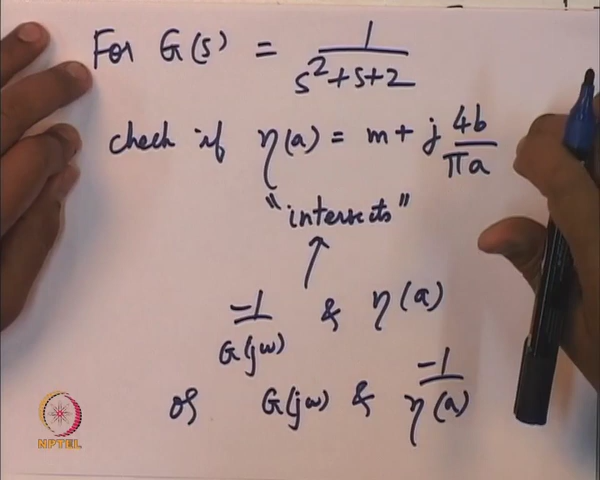 For G(s) = 1/(s²+s+2)
check if η(a) = m + j 4b/(πa)
"intersects"
-1/G(jω) & η(a)
or G(jω) & -1/η(a)
NPTEL